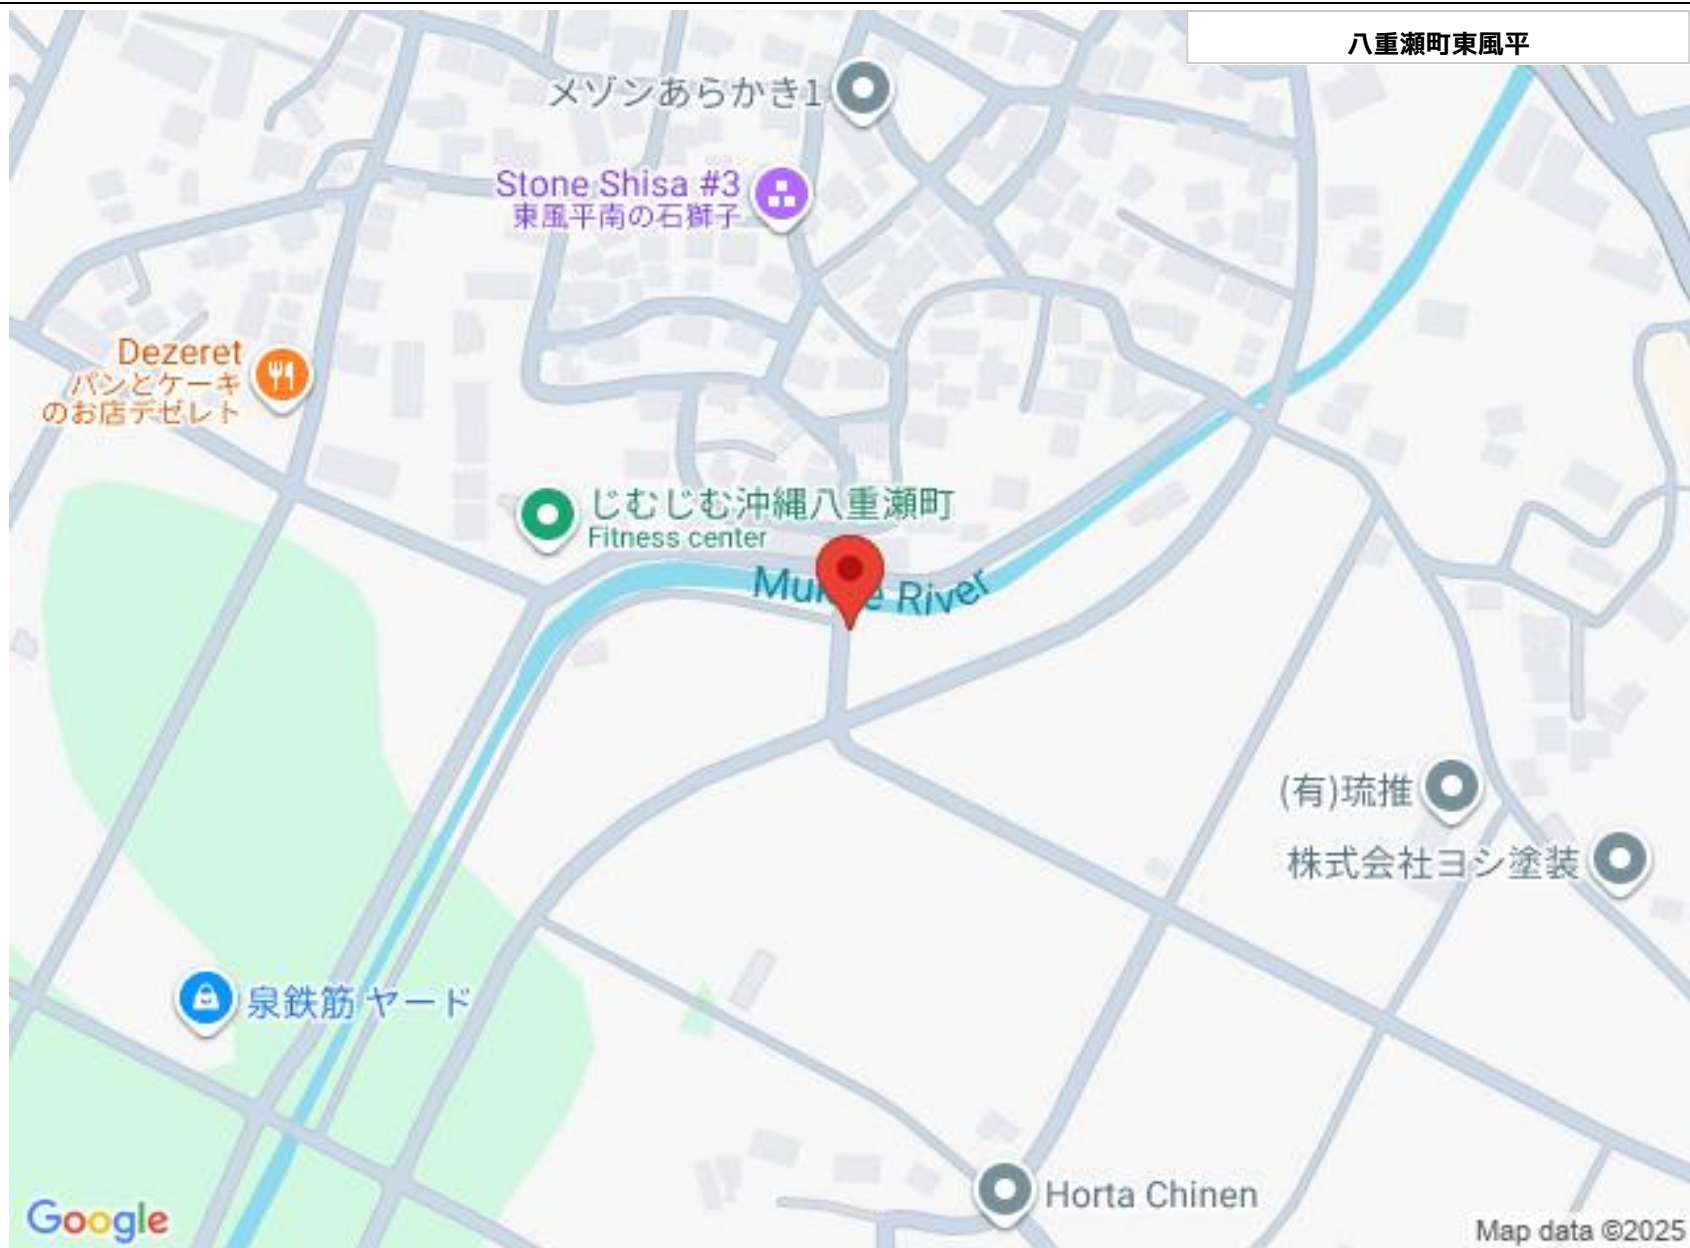 八重瀬町東風平
メゾンあらかき1
Stone Shisa #3
東風平南の石獅子
Dezeret
パンとケーキ
のお店デゼレト
じむじむ沖縄八重瀬町
Fitness center
River
(有)琉推
株式会社ヨシ塗装
泉鉄筋 ヤード
Horta Chinen
Google
Map data ©2025